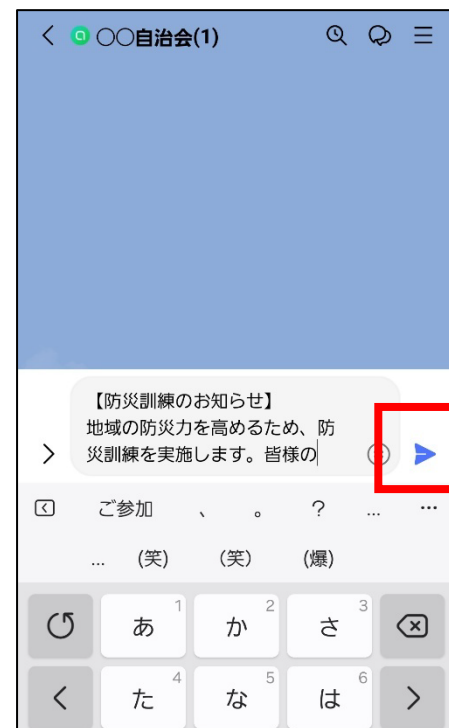 ○○自治会(1)
【防災訓練のお知らせ】
地域の防災力を高めるため、防
災訓練を実施します。皆様の
ご参加 、 。 ? ... ...
... (笑) （笑） (爆)
あ 1 か 2 さ 3
た 4 な 5 は 6